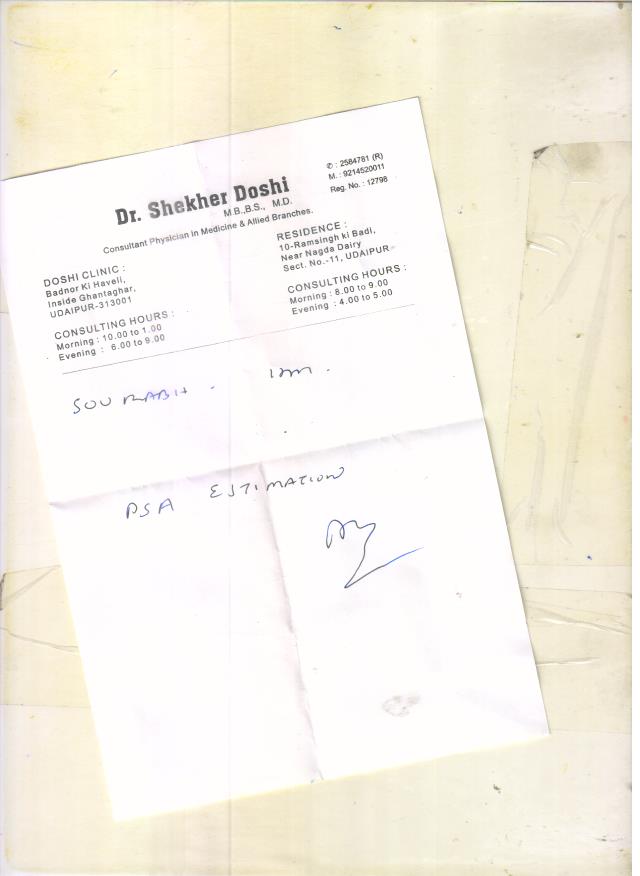 ✆ : 2584781 (R)
M. : 9214520011
Reg. No. : 12798
Dr. Shekher Doshi
M.B.,B.S., M.D.
Consultant Physician in Medicine & Allied Branches.
DOSHI CLINIC :
Badnor Ki Haveli,
Inside Ghantaghar,
UDAIPUR-313001
CONSULTING HOURS :
Morning : 10.00 to 1.00
Evening : 6.00 to 9.00
RESIDENCE :
10-Ramsingh ki Badi,
Near Nagda Dairy
Sect. No.-11, UDAIPUR
CONSULTING HOURS :
Morning : 8.00 to 9.00
Evening : 4.00 to 5.00
SOURABH .
PSA ESTIMATION